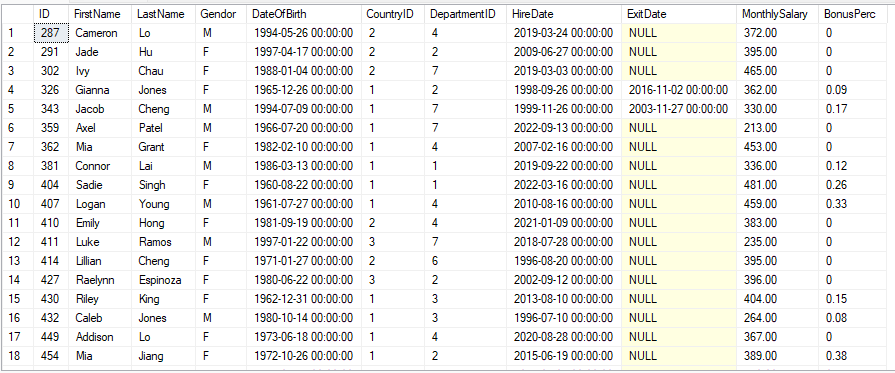 ID FirstName LastName Gendor DateOfBirth CountryID DepartmentID HireDate ExitDate MonthlySalary BonusPerc
1 287 Cameron Lo M 1994-05-26 00:00:00 2 4 2019-03-24 00:00:00 NULL 372.00 0
2 291 Jade Hu F 1997-04-17 00:00:00 2 2 2009-06-27 00:00:00 NULL 395.00 0
3 302 Ivy Chau F 1988-01-04 00:00:00 2 7 2019-03-03 00:00:00 NULL 465.00 0
4 326 Gianna Jones F 1965-12-26 00:00:00 1 2 1998-09-26 00:00:00 2016-11-02 00:00:00 362.00 0.09
5 343 Jacob Cheng M 1994-07-09 00:00:00 1 7 1999-11-26 00:00:00 2003-11-27 00:00:00 330.00 0.17
6 359 Axel Patel M 1966-07-20 00:00:00 1 7 2022-09-13 00:00:00 NULL 213.00 0
7 362 Mia Grant F 1982-02-10 00:00:00 1 4 2007-02-16 00:00:00 NULL 453.00 0
8 381 Connor Lai M 1986-03-13 00:00:00 1 1 2019-09-22 00:00:00 NULL 336.00 0.12
9 404 Sadie Singh F 1960-08-22 00:00:00 1 1 2022-03-16 00:00:00 NULL 481.00 0.26
10 407 Logan Young M 1961-07-27 00:00:00 1 4 2010-08-16 00:00:00 NULL 459.00 0.33
11 410 Emily Hong F 1981-09-19 00:00:00 2 4 2021-01-09 00:00:00 NULL 383.00 0
12 411 Luke Ramos M 1997-01-22 00:00:00 3 7 2018-07-28 00:00:00 NULL 235.00 0
13 414 Lillian Cheng F 1971-01-27 00:00:00 2 6 1996-08-20 00:00:00 NULL 395.00 0
14 427 Raelynn Espinoza F 1980-06-22 00:00:00 3 2 2002-09-12 00:00:00 NULL 396.00 0
15 430 Riley King F 1962-12-31 00:00:00 1 3 2013-08-10 00:00:00 NULL 404.00 0.15
16 432 Caleb Jones M 1980-10-14 00:00:00 1 3 1996-07-10 00:00:00 NULL 264.00 0.08
17 449 Addison Lo F 1973-06-18 00:00:00 1 4 2020-08-28 00:00:00 NULL 367.00 0
18 454 Mia Jiang F 1972-10-26 00:00:00 1 2 2015-06-19 00:00:00 NULL 389.00 0.38